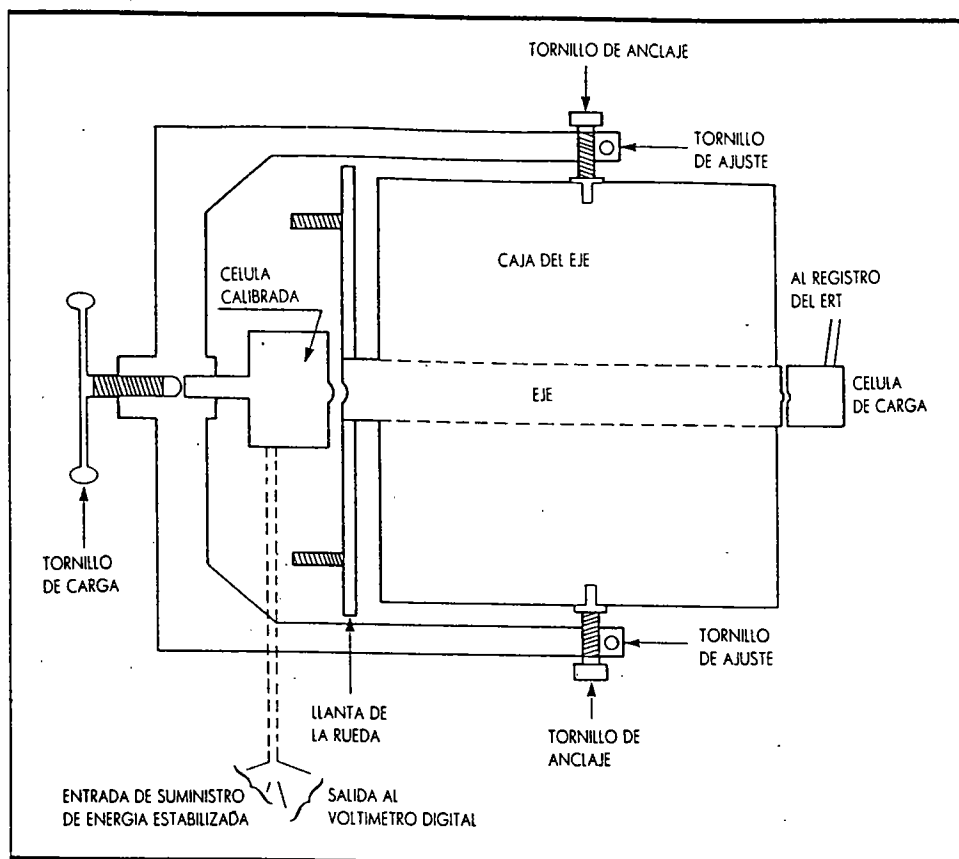 TORNILLO DE ANCLAJE
TORNILLO
DE AJUSTE
CAJA DEL EJE
CELULA
CALIBRADA
AL REGISTRO
DEL ERT
EJE
CELULA
DE CARGA
TORNILLO
DE CARGA
TORNILLO
DE AJUSTE
LLANTA DE
LA RUEDA
TORNILLO DE
ANCLAJE
ENTRADA DE SUMINISTRO
DE ENERGIA ESTABILIZADA
SALIDA AL
VOLTIMETRO DIGITAL